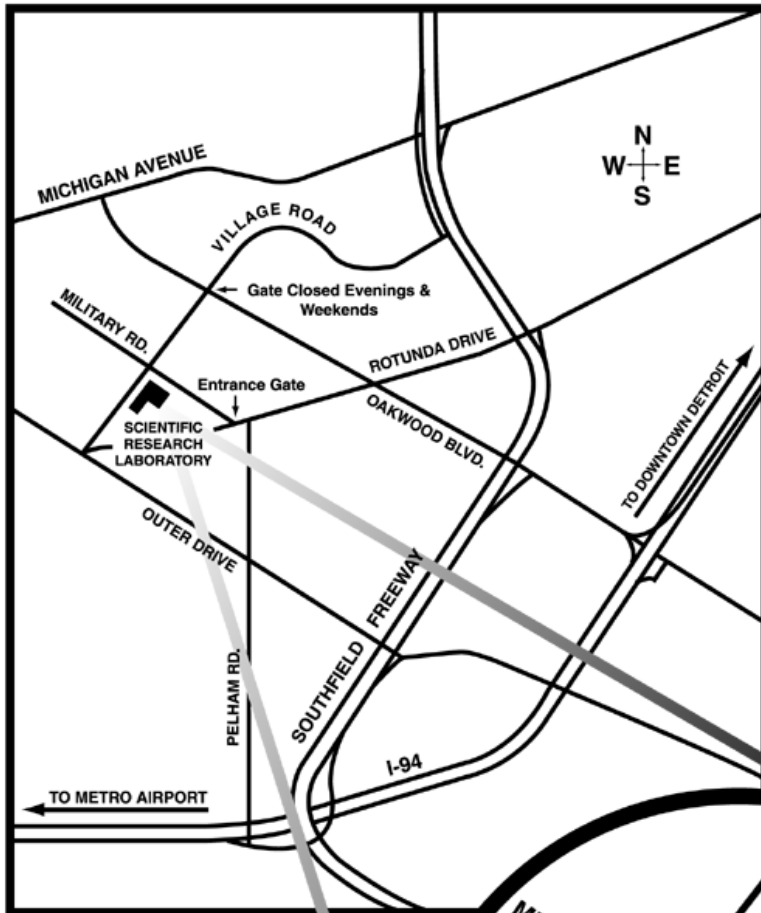 N
W E
S
MICHIGAN AVENUE
VILLAGE ROAD
Gate Closed Evenings &
Weekends
MILITARY RD.
ROTUNDA DRIVE
Entrance Gate
OAKWOOD BLVD.
TO DOWNTOWN DETROIT
SCIENTIFIC
RESEARCH
LABORATORY
OUTER DRIVE
SOUTHFIELD FREEWAY
PELHAM RD.
I-94
TO METRO AIRPORT